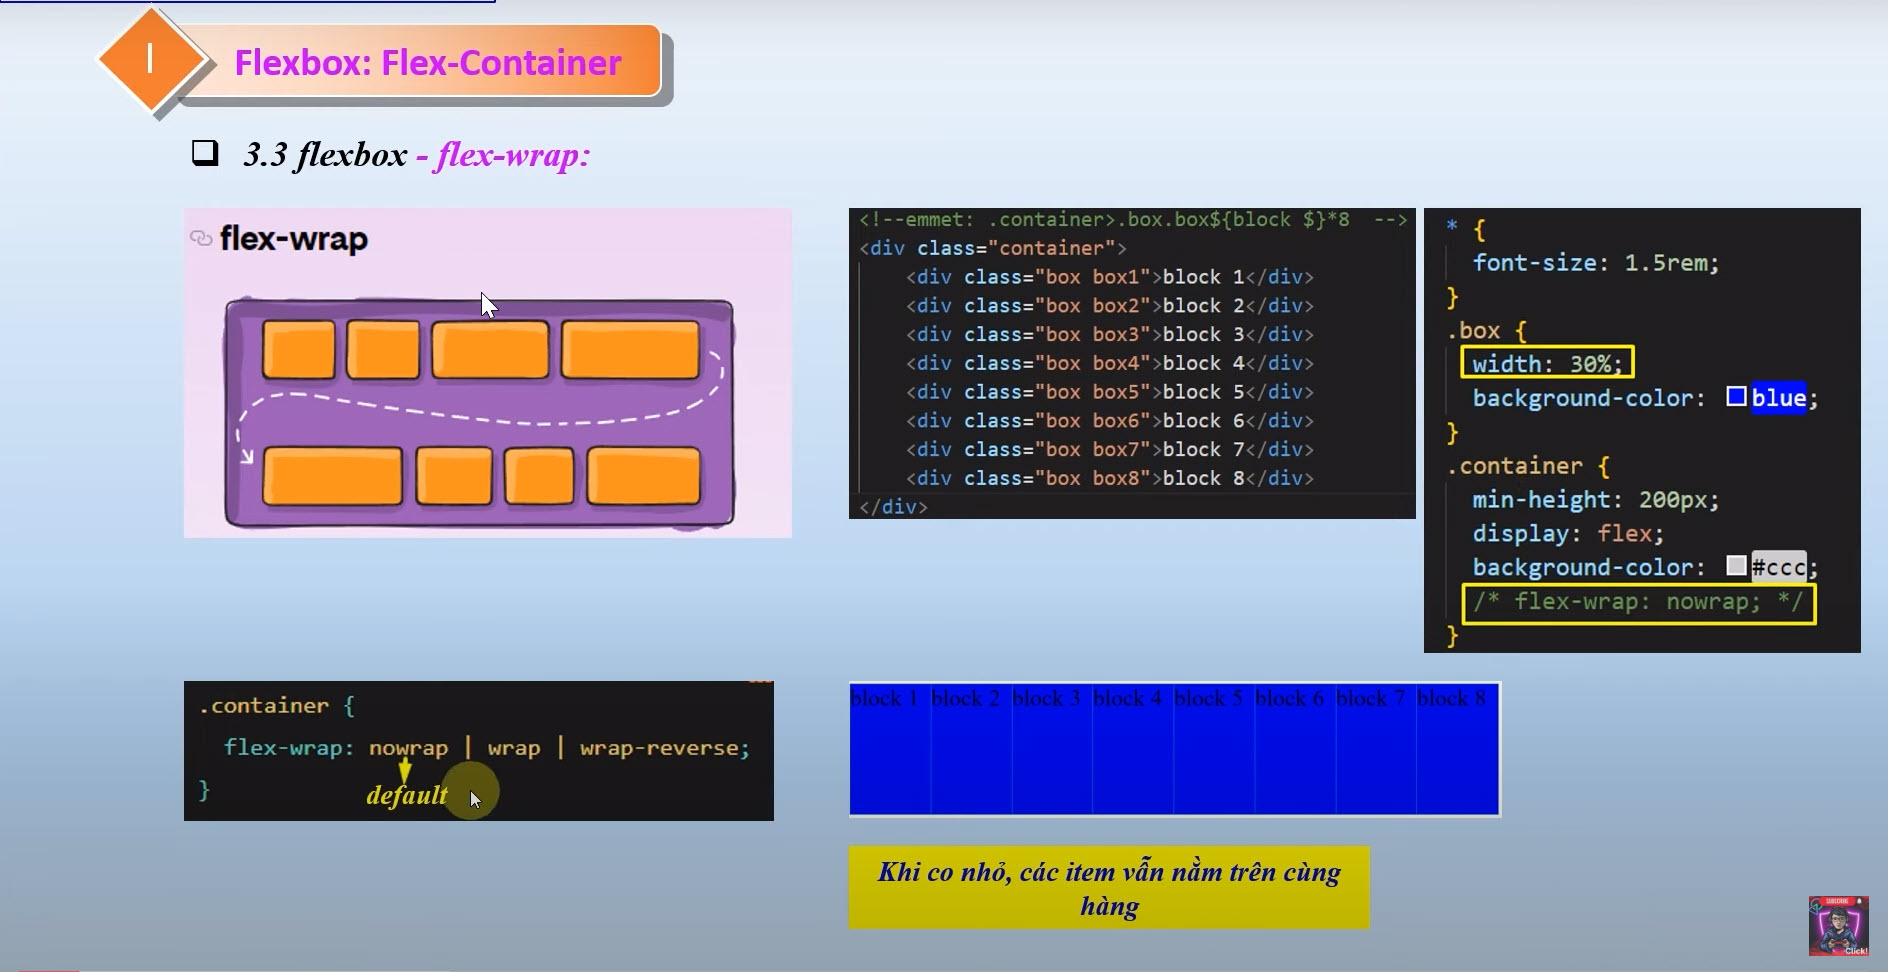 I
Flexbox: Flex-Container
3.3 flexbox - flex-wrap:
flex-wrap
<!--emmet: .container>.box.box${block $}*8 -->
<div class="container">
<div class="box box1">block 1</div>
<div class="box box2">block 2</div>
<div class="box box3">block 3</div>
<div class="box box4">block 4</div>
<div class="box box5">block 5</div>
<div class="box box6">block 6</div>
<div class="box box7">block 7</div>
<div class="box box8">block 8</div>
</div>
* {
font-size: 1.5rem;
}
.box {
width: 30%;
background-color: blue;
}
.container {
min-height: 200px;
display: flex;
background-color: #ccc;
/* flex-wrap: nowrap; */
}
.container {
flex-wrap: nowrap | wrap | wrap-reverse;
default
}
block 1 block 2 block 3 block 4 block 5 block 6 block 7 block 8
Khi co nhỏ, các item vẫn nằm trên cùng
hàng
SUBSCRIBE
Click!